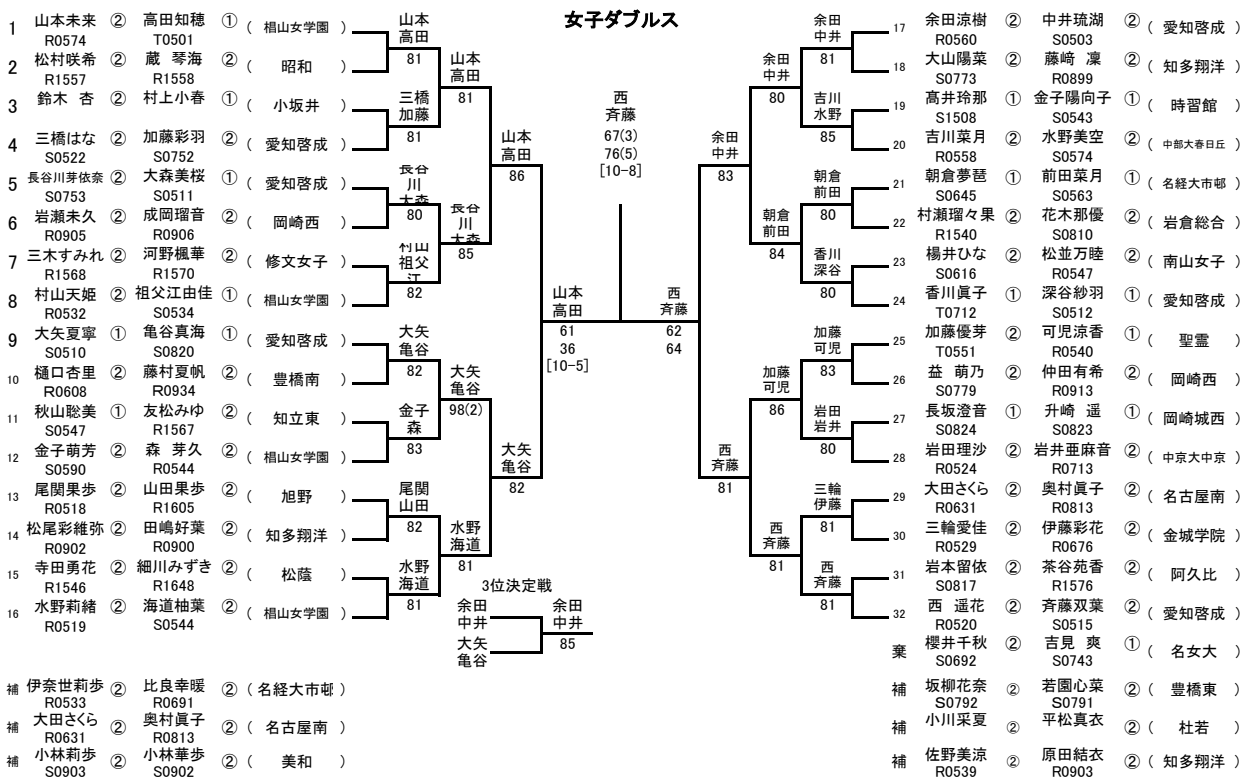 女子ダブルス
1 山本未来 ② 高田知穂 ① ( 椙山女学園 )
R0574 T0501
2 松村咲希 ② 蔵 琴海 ② ( 昭和 )
R1557 R1558
3 鈴木 杏 ② 村上小春 ① ( 小坂井 )
4 三橋はな ② 加藤彩羽 ② ( 愛知啓成 )
S0522 S0752
5 長谷川芽依奈 ② 大森美桜 ① ( 愛知啓成 )
S0753 S0511
6 岩瀬未久 ② 成岡瑠音 ② ( 岡崎西 )
R0905 R0906
7 三木すみれ ② 河野楓華 ② ( 修文女子 )
R1568 R1570
8 村山天姫 ② 祖父江由佳 ① ( 椙山女学園 )
R0532 S0534
9 大矢夏寧 ① 亀谷真海 ① ( 愛知啓成 )
S0510 S0820
10 樋口杏里 ② 藤村夏帆 ② ( 豊橋南 )
R0608 R0934
11 秋山聡美 ① 友松みゆ ② ( 知立東 )
S0547 R1567
12 金子萌芳 ② 森 芽久 ② ( 椙山女学園 )
S0590 R0544
13 尾関果歩 ② 山田果歩 ② ( 旭野 )
R0518 R1605
14 松尾彩維弥 ② 田嶋好葉 ② ( 知多翔洋 )
R0902 R0900
15 寺田勇花 ② 細川みずき ② ( 松蔭 )
R1546 R1648
16 水野莉緒 ② 海道柚葉 ② ( 椙山女学園 )
R0519 S0544
補 伊奈世莉歩 ② 比良幸暖 ② ( 名経大市邨 )
R0533 R0691
補 大田さくら ② 奥村眞子 ② ( 名古屋南 )
R0631 R0813
補 小林莉歩 ② 小林華歩 ② ( 美和 )
S0903 S0902
山本
高田
81
三橋
加藤
81
長谷
川
大森
80
村山
祖父
江
82
大矢
亀谷
82
金子
森
83
尾関
山田
82
水野
海道
81
山本
高田
81
長谷
川
大森
85
大矢
亀谷
98(2)
水野
海道
81
山本
高田
86
大矢
亀谷
82
山本
高田
61
36
[10-5]
西
斉藤
67(3)
76(5)
[10-8]
西
斉藤
62
64
余田
中井
83
西
斉藤
81
余田
中井
80
朝倉
前田
84
加藤
可児
86
西
斉藤
81
余田
中井
81
吉川
水野
85
朝倉
前田
80
香川
深谷
80
加藤
可児
83
岩田
岩井
80
三輪
伊藤
81
西
斉藤
81
3位決定戦
余田
中井
大矢
亀谷
余田
中井
85
17 余田涼樹 ② 中井琉湖 ② ( 愛知啓成 )
R0560 S0503
18 大山陽菜 ② 藤﨑 凜 ② ( 知多翔洋 )
S0773 R0899
19 髙井玲那 ① 金子陽向子 ① ( 時習館 )
S1508 S0543
20 吉川菜月 ② 水野美空 ② ( 中部大春日丘 )
R0558 S0574
21 朝倉夢琶 ① 前田菜月 ① ( 名経大市邨 )
S0645 S0563
22 村瀬瑠々果 ② 花木那優 ② ( 岩倉総合 )
R1540 S0810
23 楊井ひな ② 松並万睦 ② ( 南山女子 )
S0616 R0547
24 香川眞子 ① 深谷紗羽 ① ( 愛知啓成 )
T0712 S0512
25 加藤優芽 ② 可児涼香 ① ( 聖霊 )
T0551 R0540
26 益 萌乃 ② 仲田有希 ② ( 岡崎西 )
S0779 R0913
27 長坂澄音 ① 升崎 遥 ① ( 岡崎城西 )
S0824 S0823
28 岩田理沙 ② 岩井亜麻音 ② ( 中京大中京 )
R0524 R0713
29 大田さくら ② 奥村眞子 ② ( 名古屋南 )
R0631 R0813
30 三輪愛佳 ② 伊藤彩花 ② ( 金城学院 )
R0529 R0676
31 岩本留依 ② 茶谷苑香 ② ( 阿久比 )
S0817 R1576
32 西 遥花 ② 斉藤双葉 ② ( 愛知啓成 )
R0520 S0515
棄 櫻井千秋 ② 吉見 爽 ① ( 名女大 )
S0692 S0743
補 坂柳花奈 ② 若園心菜 ② ( 豊橋東 )
S0792 S0791
補 小川采夏 ② 平松真衣 ② ( 杜若 )
補 佐野美涼 ② 原田結衣 ② ( 知多翔洋 )
R0539 R0903